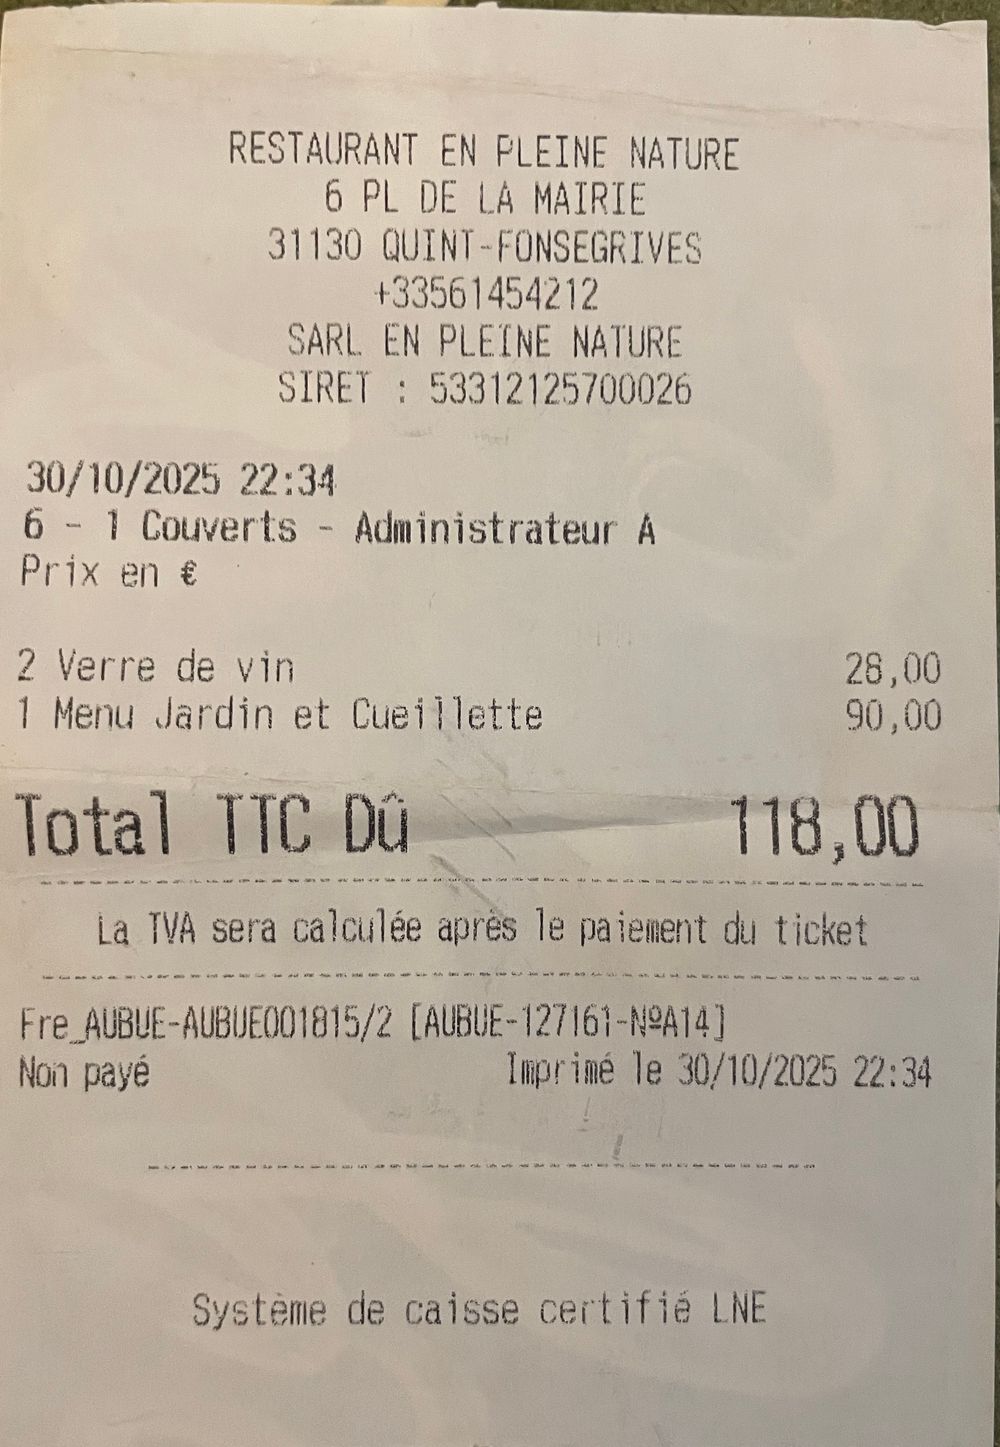 RESTAURANT EN PLEINE NATURE
6 PL DE LA MAIRIE
31130 QUINT-FONSEGRIVES
+33561454212
SARL EN PLEINE NATURE
SIRET : 53312125700026
30/10/2025 22:34
6 - 1 Couverts - Administrateur A
Prix en €
2 Verre de vin 28,00
1 Menu Jardin et Cueillette 90,00
Total TTC Dû 118,00
La TVA sera calculée après le paiement du ticket
Fre_AUBUE-AUBUE001815/2 [AUBUE-127161-NºA14]
Non payé Imprimé le 30/10/2025 22:34
Système de caisse certifié LNE